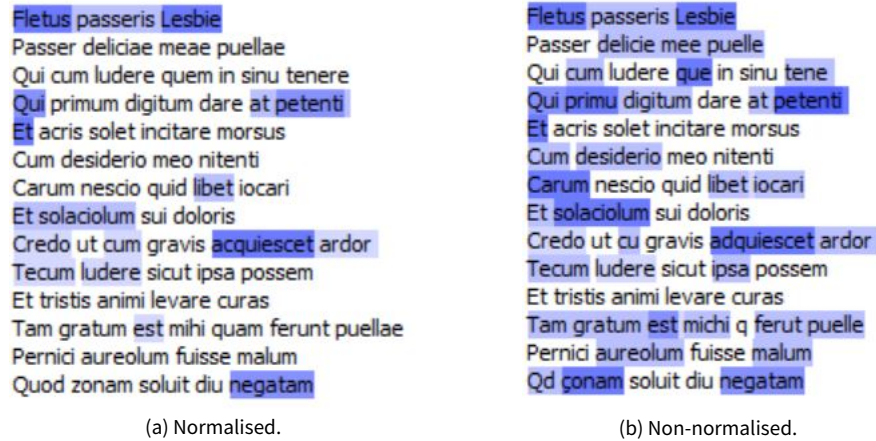 Fletus passeris Lesbie
Passer deliciae meae puellae
Qui cum ludere quem in sinu tenere
Qui primum digitum dare at petenti
Et acris solet incitare morsus
Cum desiderio meo nitenti
Carum nescio quid libet iocari
Et solaciolum sui doloris
Credo ut cum gravis acquiescet ardor
Tecum ludere sicut ipsa possem
Et tristis animi levare curas
Tam gratum est mihi quam ferunt puellae
Pernici aureolum fuisse malum
Quod zonam soluit diu negatam
(a) Normalised.
Fletus passeris Lesbie
Passer delicie mee puelle
Qui cum ludere que in sinu tene
Qui primu digitum dare at petenti
Et acris solet incitare morsus
Cum desiderio meo nitenti
Carum nescio quid libet iocari
Et solaciolum sui doloris
Credo ut cu gravis adquiescet ardor
Tecum ludere sicut ipsa possem
Et tristis animi levare curas
Tam gratum est michi q ferut puelle
Pernici aureolum fuisse malum
Qd çonam soluit diu negatam
(b) Non-normalised.